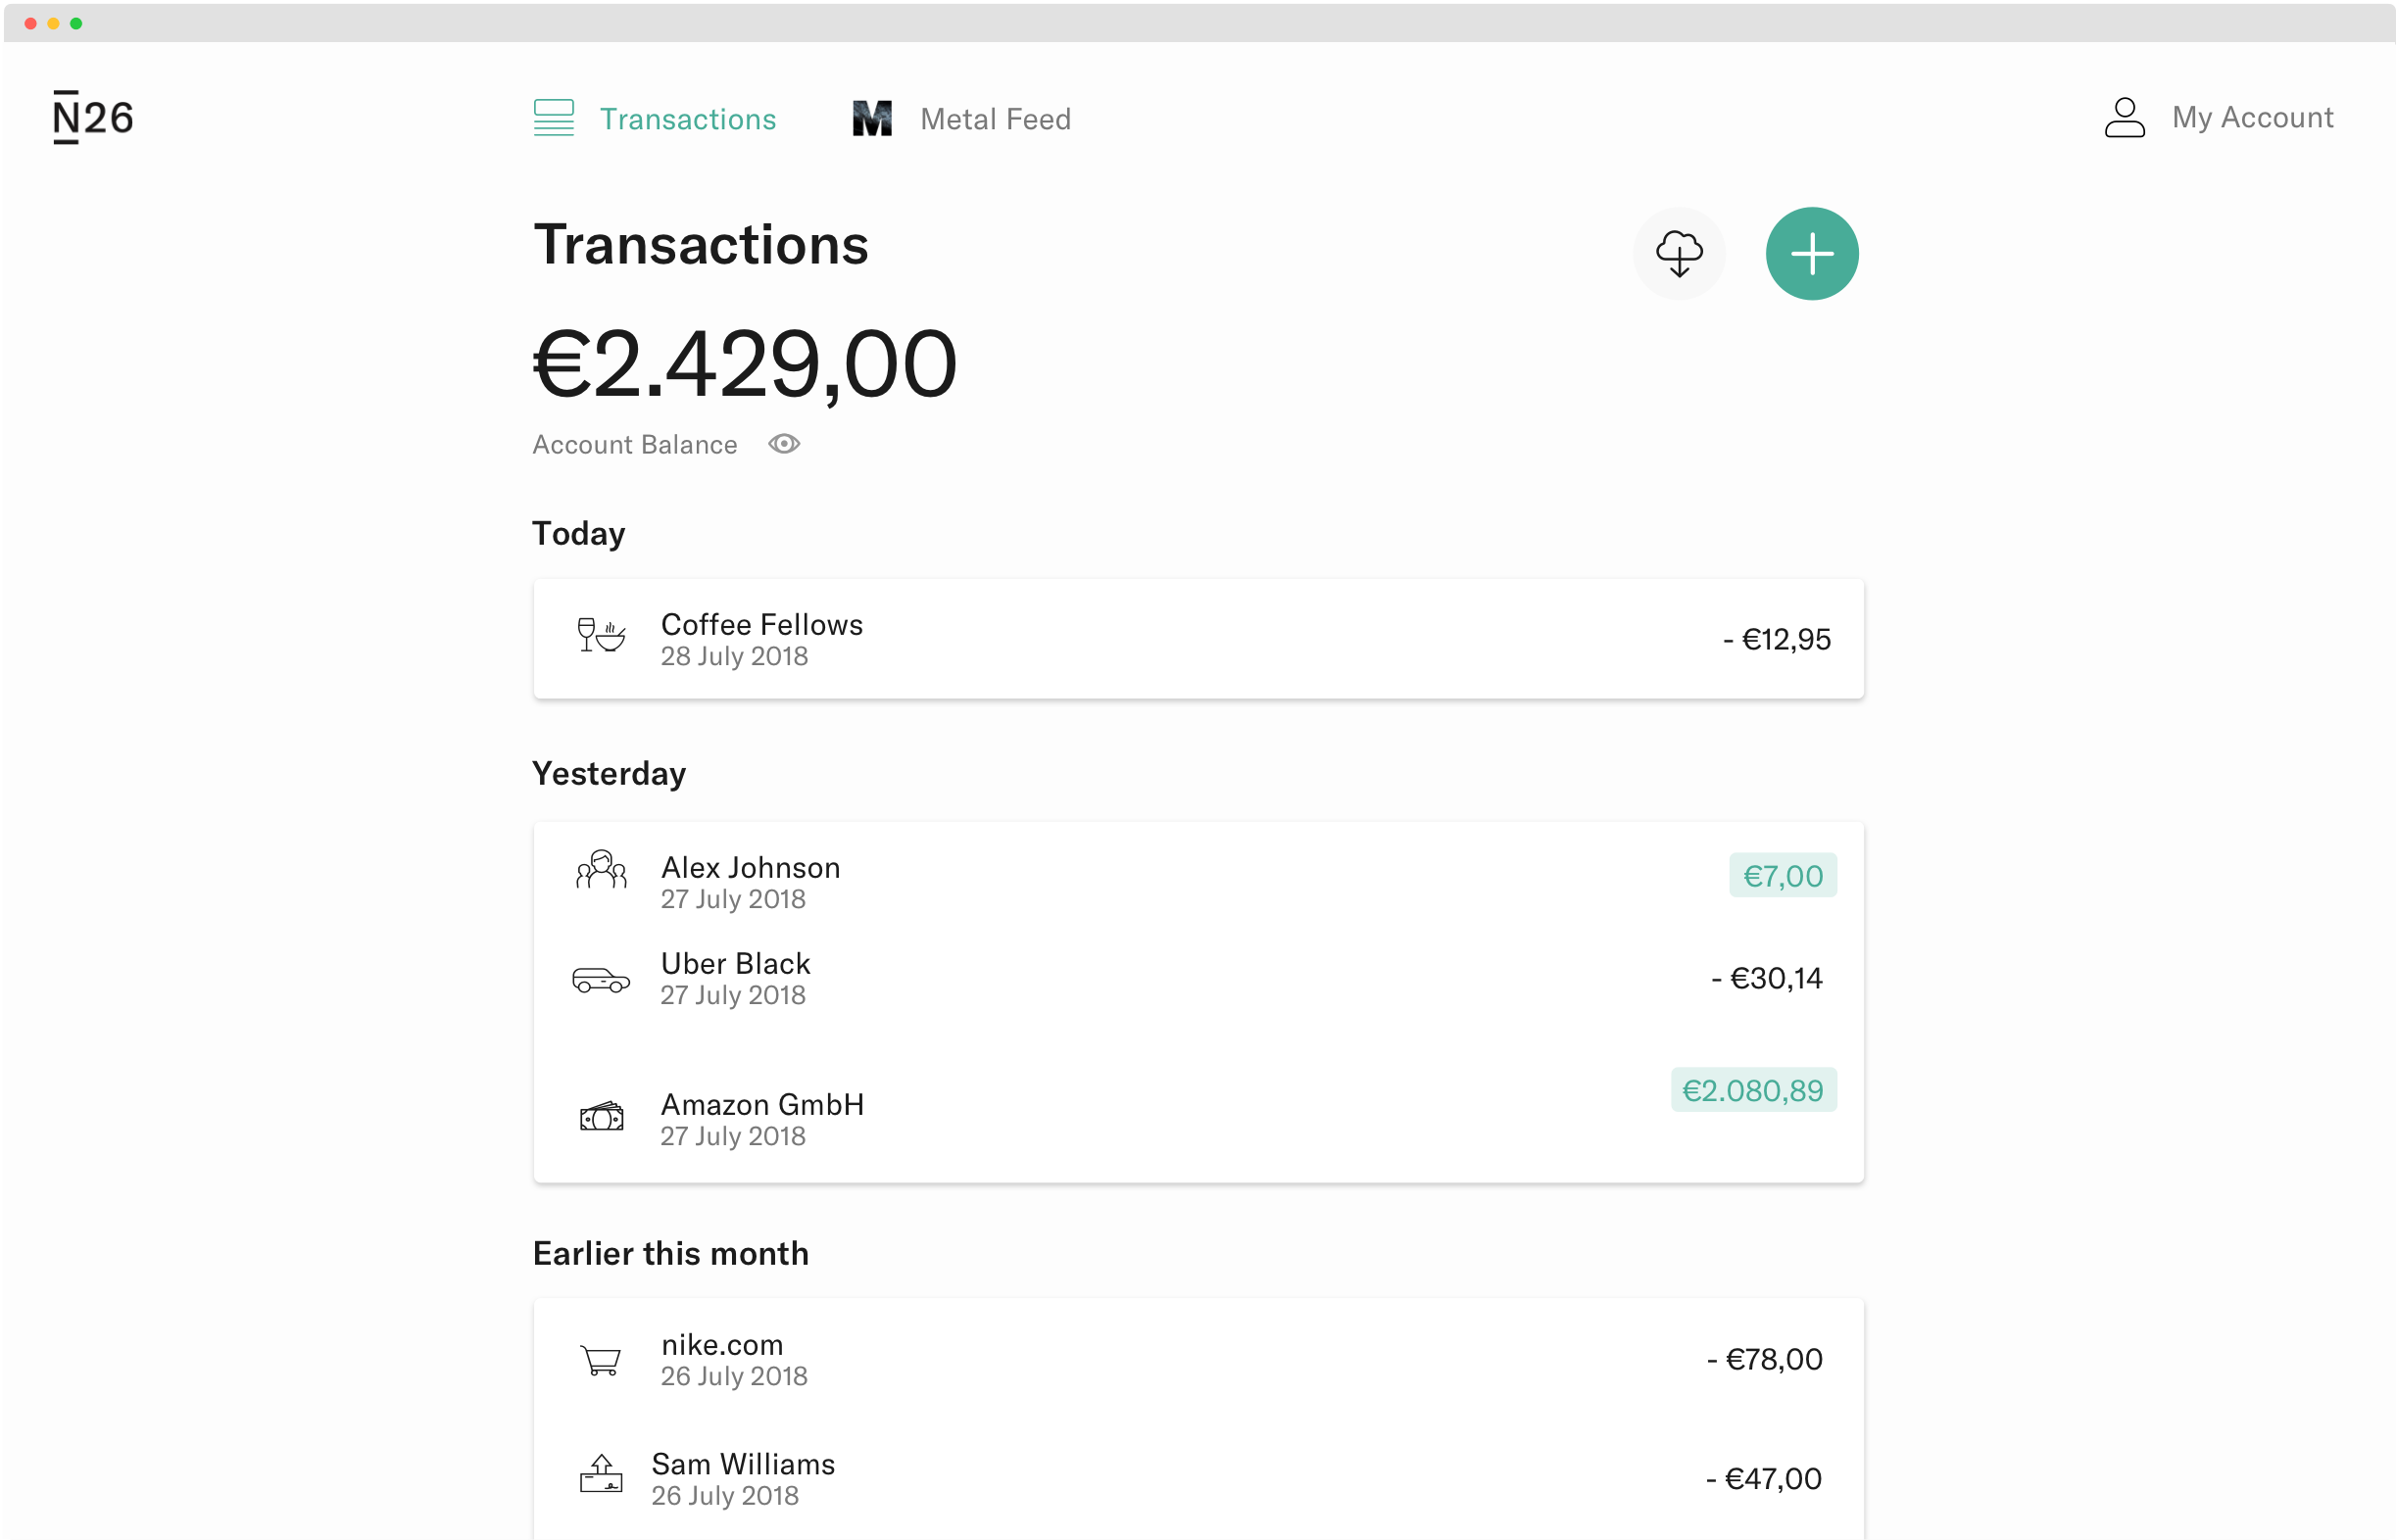 N26
Transactions
M Metal Feed
My Account
Transactions
€2.429,00
Account Balance
Today
Coffee Fellows
28 July 2018
- €12,95
Yesterday
Alex Johnson
27 July 2018
€7,00
Uber Black
27 July 2018
- €30,14
Amazon GmbH
27 July 2018
€2.080,89
Earlier this month
nike.com
26 July 2018
- €78,00
Sam Williams
26 July 2018
- €47,00